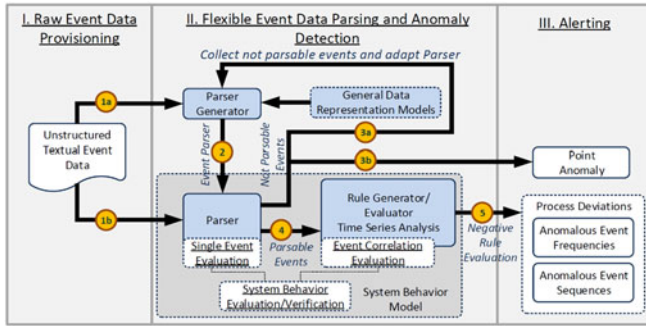 I. Raw Event Data
Provisioning
II. Flexible Event Data Parsing and Anomaly
Detection
III. Alerting
Collect not parsable events and adapt Parser
1a
Parser
Generator
General Data
Representation Models
3a
Unstructured
Textual Event
Data
Event Parser
2
Not Parsable
Events
3b
Point
Anomaly
1b
Parser
Single Event
Evaluation
4
Parsable
Events
Rule Generator/
Evaluator
Time Series Analysis
Event Correlation
Evaluation
5
Negative
Rule
Evaluation
Process Deviations
Anomalous Event
Frequencies
Anomalous Event
Sequences
System Behavior
Evaluation/Verification
System Behavior
Model